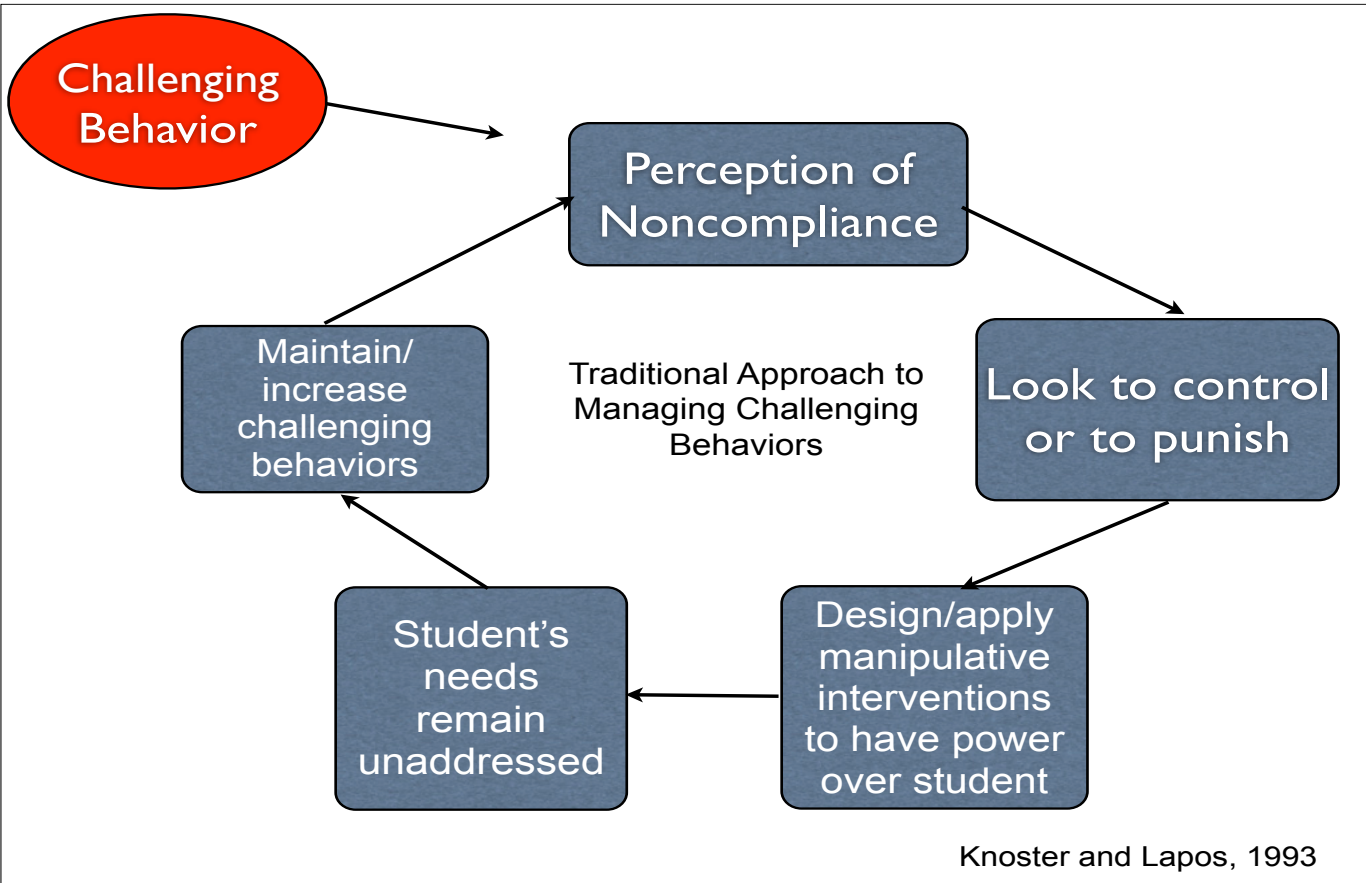 Challenging
Behavior
Perception of
Noncompliance
Maintain/
increase
challenging
behaviors
Traditional Approach to
Managing Challenging
Behaviors
Look to control
or to punish
Student’s
needs
remain
unaddressed
Design/apply
manipulative
interventions
to have power
over student
Knoster and Lapos, 1993